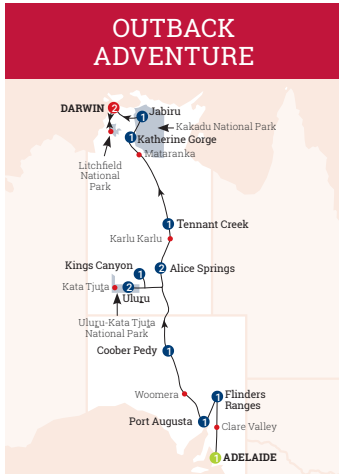 OUTBACK
ADVENTURE
DARWIN
2
1
Jabiru
Kakadu National Park
1
Katherine Gorge
Mataranka
Litchfield
National
Park
1
Tennant Creek
Karlu Karlu
Kings Canyon
1
2
Alice Springs
Kata Tjuṯa
2
Uluṟu
Uluṟu-Kata Tjuṯa
National Park
Coober Pedy
1
Woomera
1
Flinders
Ranges
Port Augusta
1
Clare Valley
1
ADELAIDE